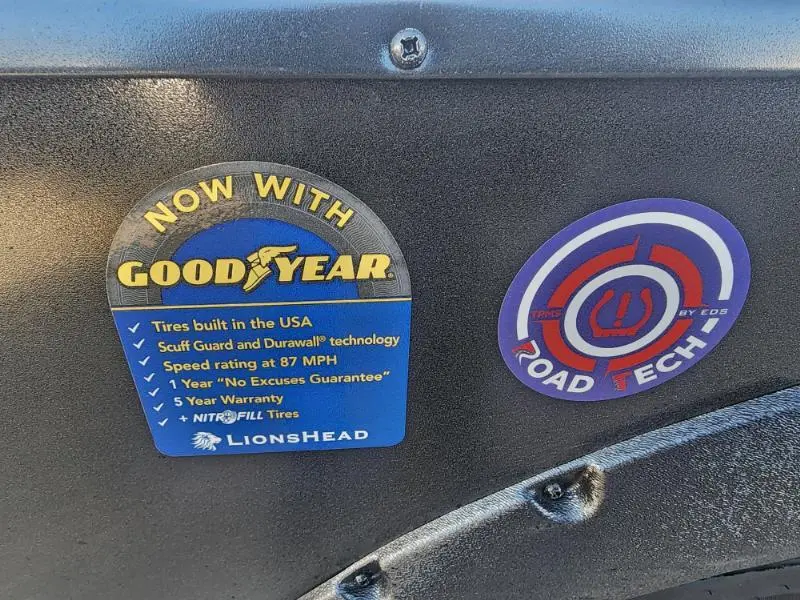 NOW WITH
GOODYEAR
Tires built in the USA
Scuff Guard and Durawall® technology
Speed rating at 87 MPH
1 Year "No Excuses Guarantee"
5 Year Warranty
+ NITROFILL Tires
LIONSHEAD
TPMS BY EDS
ROAD TECH